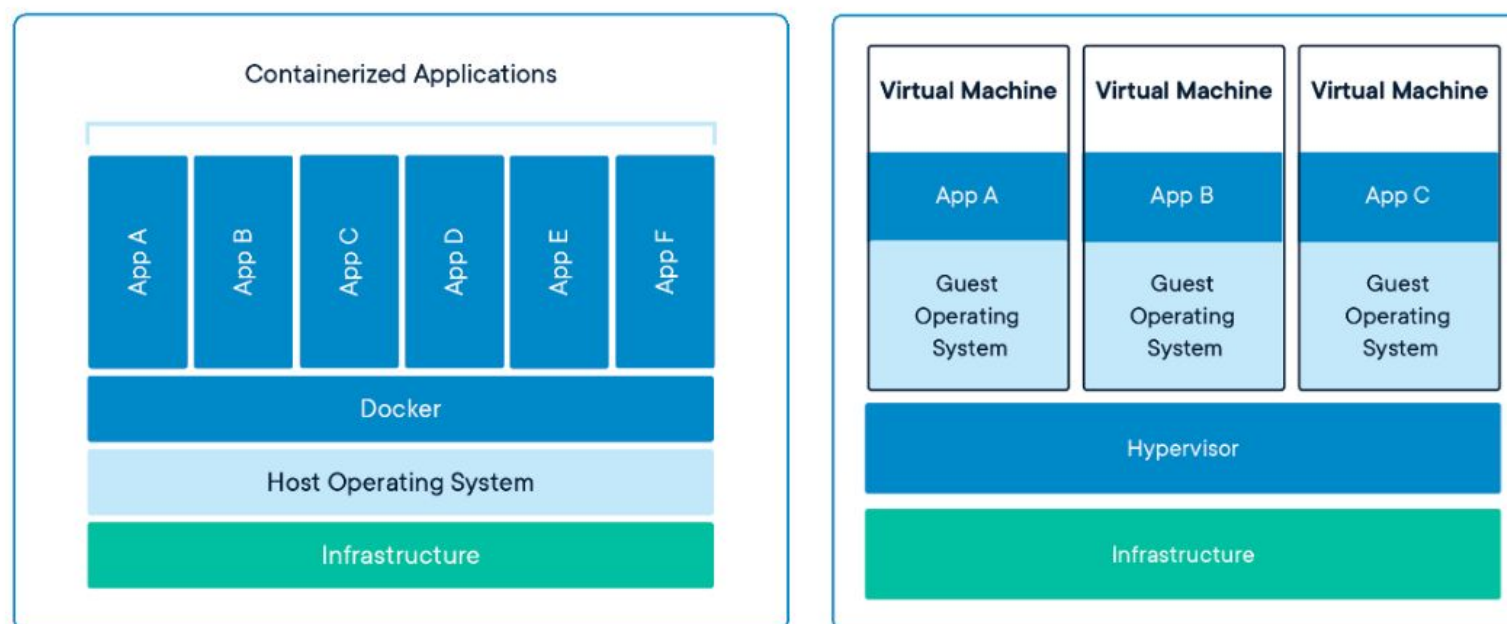 Containerized Applications
App A
App B
App C
App D
App E
App F
Docker
Host Operating System
Infrastructure
Virtual Machine
App A
Guest
Operating
System
Virtual Machine
App B
Guest
Operating
System
Virtual Machine
App C
Guest
Operating
System
Hypervisor
Infrastructure